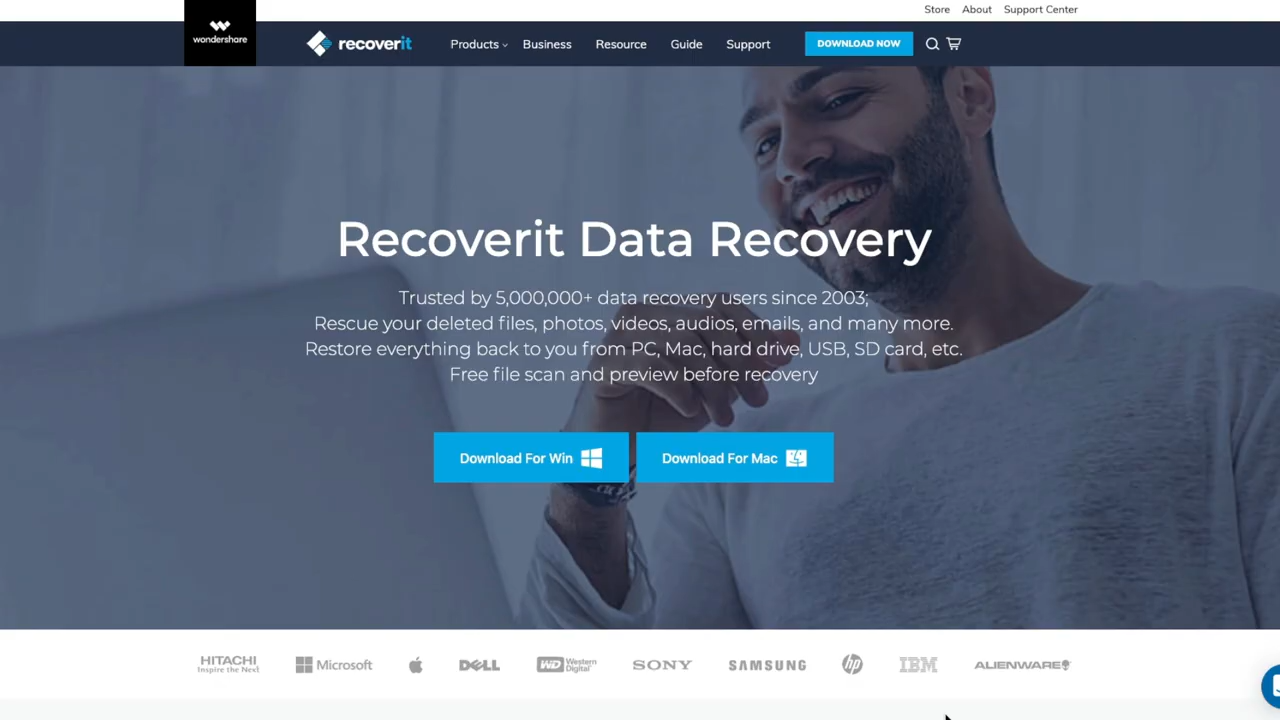 Store About Support Center
wondershare
recoverit
Products Business Resource Guide Support DOWNLOAD NOW
Recoverit Data Recovery
Trusted by 5,000,000+ data recovery users since 2003;
Rescue your deleted files, photos, videos, audios, emails, and many more.
Restore everything back to you from PC, Mac, hard drive, USB, SD card, etc.
Free file scan and preview before recovery
Download For Win Download For Mac
HITACHI
Inspire the Next
Microsoft
DELL
WD Western Digital
SONY
SAMSUNG
hp
IBM
ALIENWARE